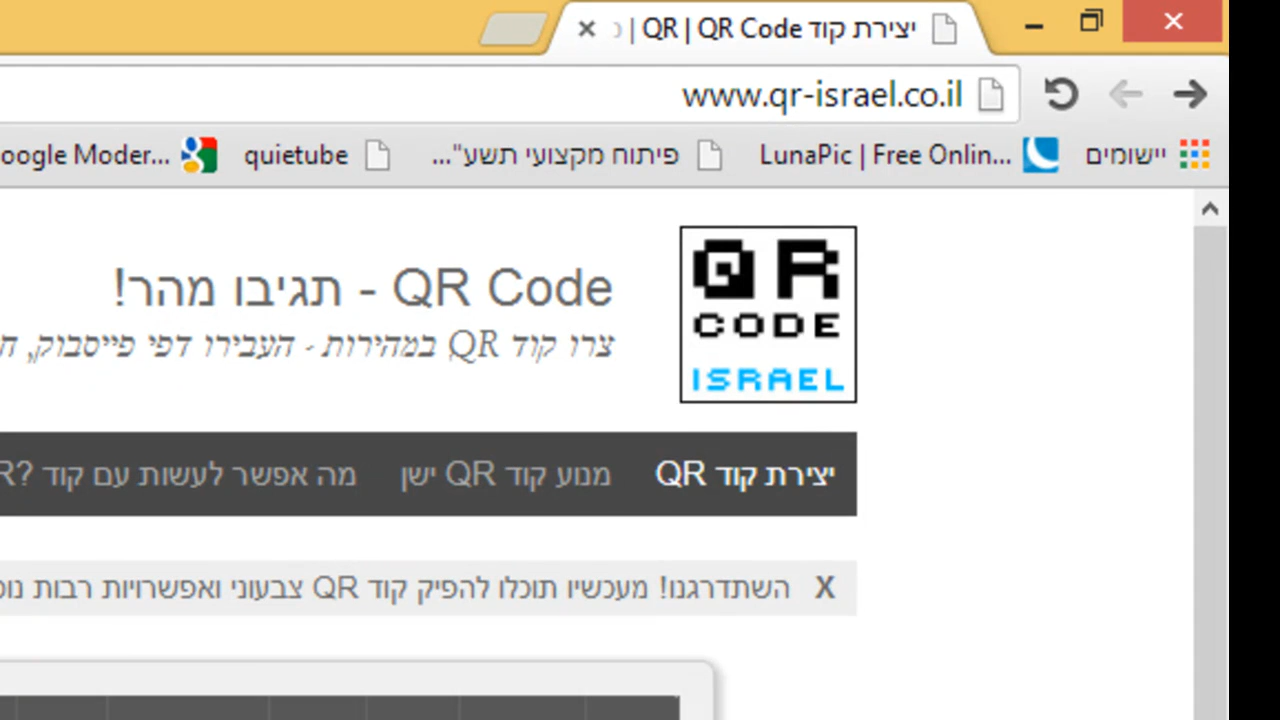 יצירת קוד QR | QR Code |
www.qr-israel.co.il
יישומים LunaPic | Free Onlin... פיתוח מקצועי תשע"... quietube oogle Moder...
QR CODE ISRAEL
QR Code - תגיבו מהר!
צרו קוד QR במהירות - העבירו דפי פייסבוק,
יצירת קוד QR מנוע קוד QR ישן מה אפשר לעשות עם קוד R?
X השתדרגנו! מעכשיו תוכלו להפיק קוד QR צבעוני ואפשרויות רבות